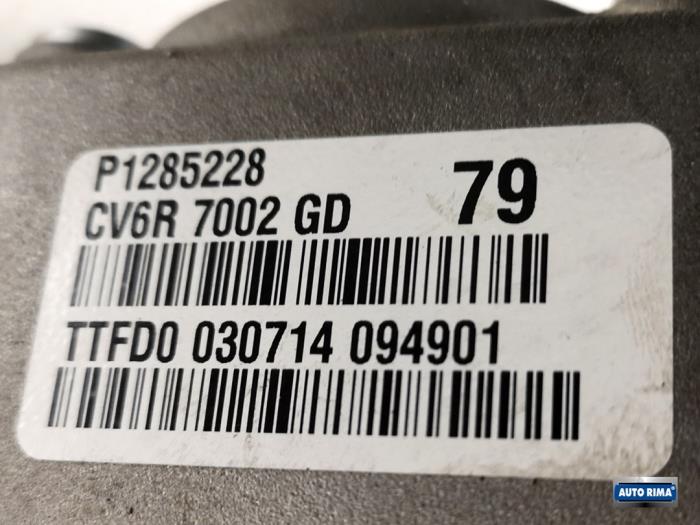 P1285228
CV6R 7002 GD
79
TTFD0 030714 094901
AUTO RIMA